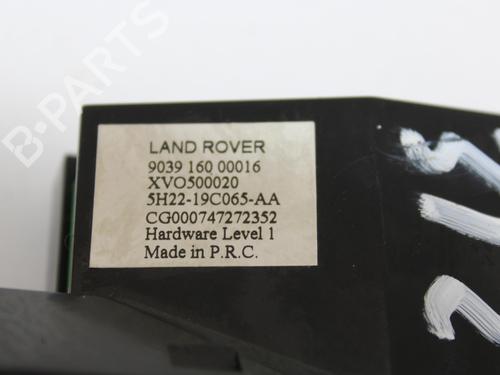 B-PARTS
LAND ROVER
9039 160 00016
XVO500020
5H22-19C065-AA
CG000747272352
Hardware Level 1
Made in P.R.C.